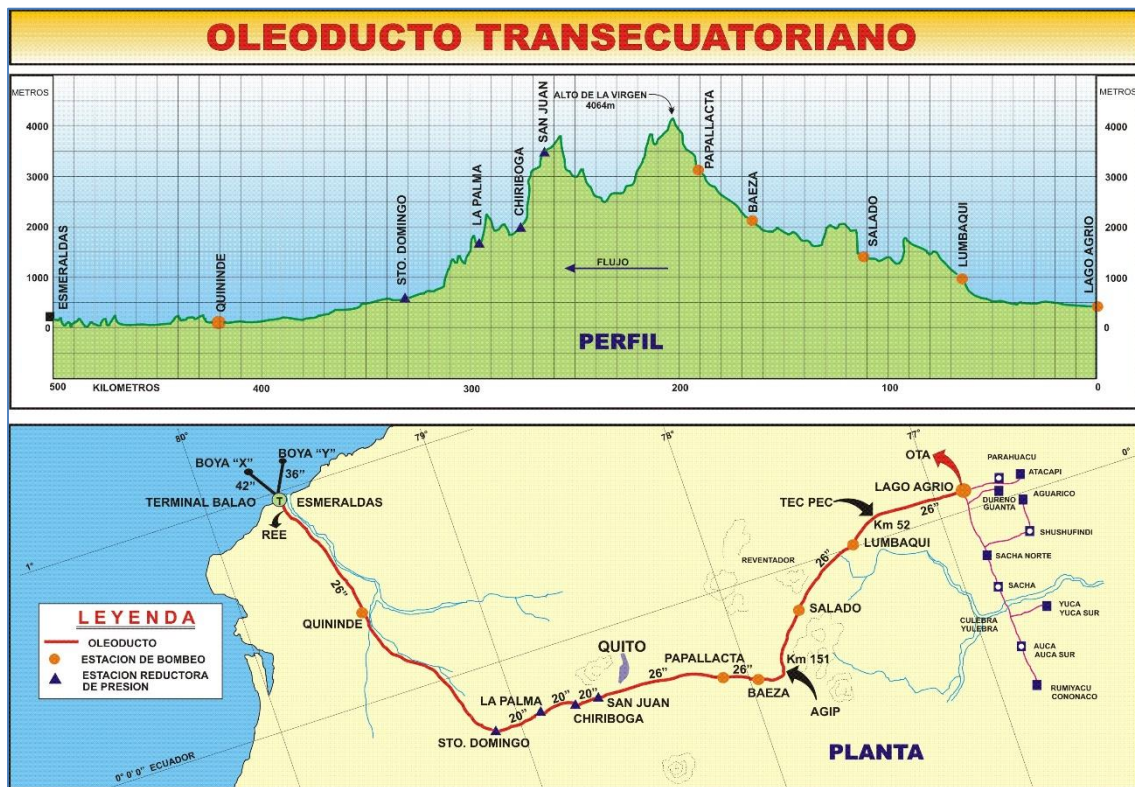 OLEODUCTO TRANSECUATORIANO
METROS
METROS
4000
3000
2000
1000
0
4000
3000
2000
1000
0
ESMERALDAS
QUININDE
STO. DOMINGO
LA PALMA
CHIRIBOGA
SAN JUAN
ALTO DE LA VIRGEN
4064m
PAPALLACTA
BAEZA
SALADO
LUMBAQUI
LAGO AGRIO
FLUJO
PERFIL
500
KILOMETROS
400
300
200
100
0
80
79
78
77
0°
BOYA "X"
BOYA "Y"
42"
36"
TERMINAL BALAO
T
ESMERALDAS
REE
1°
26"
QUININDE
LEYENDA
OLEODUCTO
ESTACION DE BOMBEO
ESTACION REDUCTORA
DE PRESION
0° 0' 0" ECUADOR
STO. DOMINGO
20"
LA PALMA
20"
CHIRIBOGA
20"
SAN JUAN
QUITO
26"
PAPALLACTA
26"
BAEZA
Km 151
AGIP
SALADO
REVENTADOR
26"
LUMBAQUI
Km 52
TEC PEC
26"
LAGO AGRIO
OTA
PARAHUACU
ATACAPI
DURENO
GUANTA
AGUARICO
SHUSHUFINDI
SACHA NORTE
SACHA
CULEBRA
YULEBRA
YUCA
YUCA SUR
AUCA
AUCA SUR
RUMIYACU
CONONACO
PLANTA